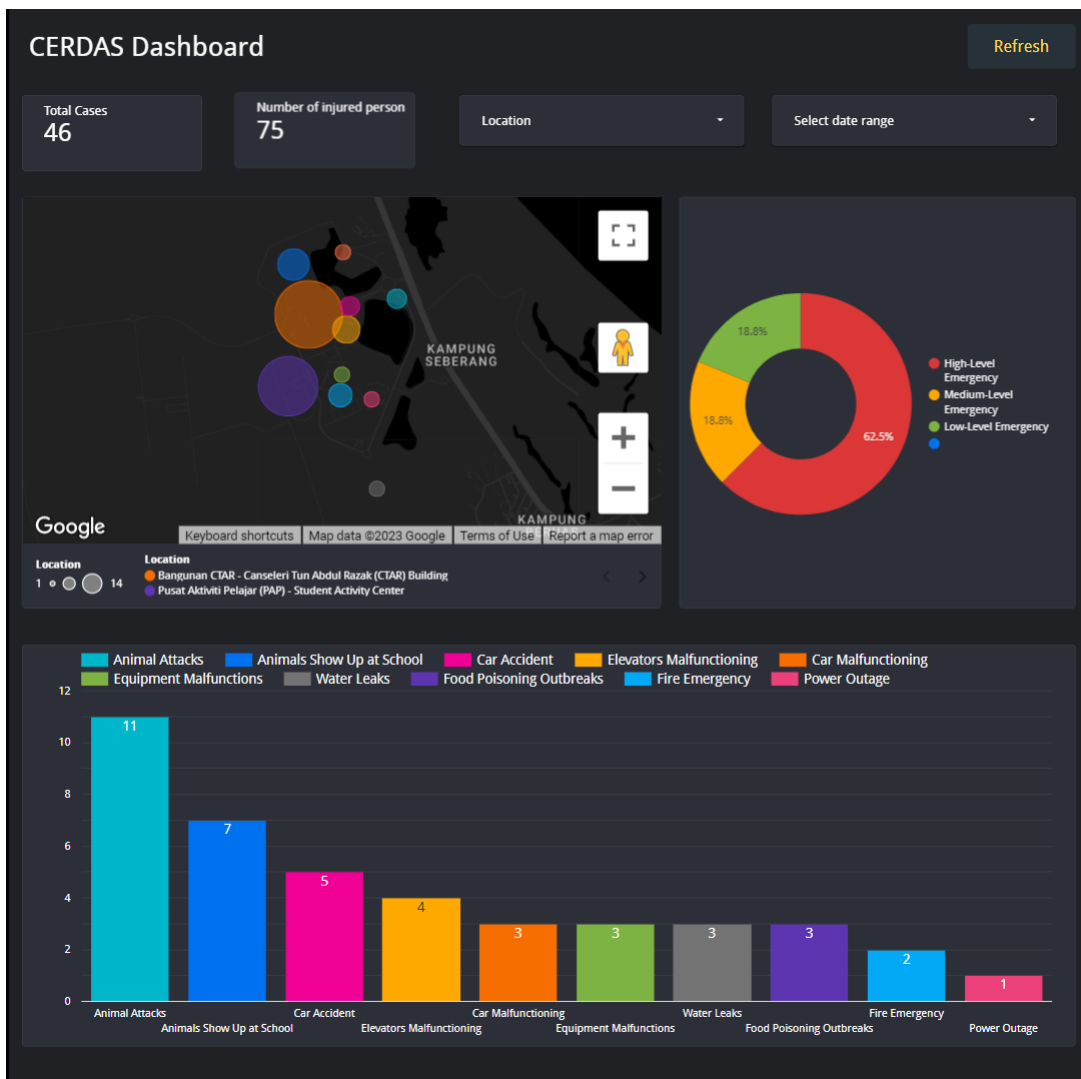 CERDAS Dashboard
Refresh
Total Cases
46
Number of injured person
75
Location
Select date range
KAMPUNG
SEBERANG
KAMPUNG
Google
Keyboard shortcuts
Map data ©2023 Google
Terms of Use
Report a map error
Location
1
14
Location
Bangunan CTAR - Canseleri Tun Abdul Razak (CTAR) Building
Pusat Aktiviti Pelajar (PAP) - Student Activity Center
18.8%
18.8%
62.5%
High-Level
Emergency
Medium-Level
Emergency
Low-Level Emergency
Animal Attacks
Animals Show Up at School
Car Accident
Elevators Malfunctioning
Car Malfunctioning
Equipment Malfunctions
Water Leaks
Food Poisoning Outbreaks
Fire Emergency
Power Outage
12
10
8
6
4
2
0
11
7
5
4
3
3
3
3
2
1
Animal Attacks
Animals Show Up at School
Car Accident
Elevators Malfunctioning
Car Malfunctioning
Equipment Malfunctions
Water Leaks
Food Poisoning Outbreaks
Fire Emergency
Power Outage